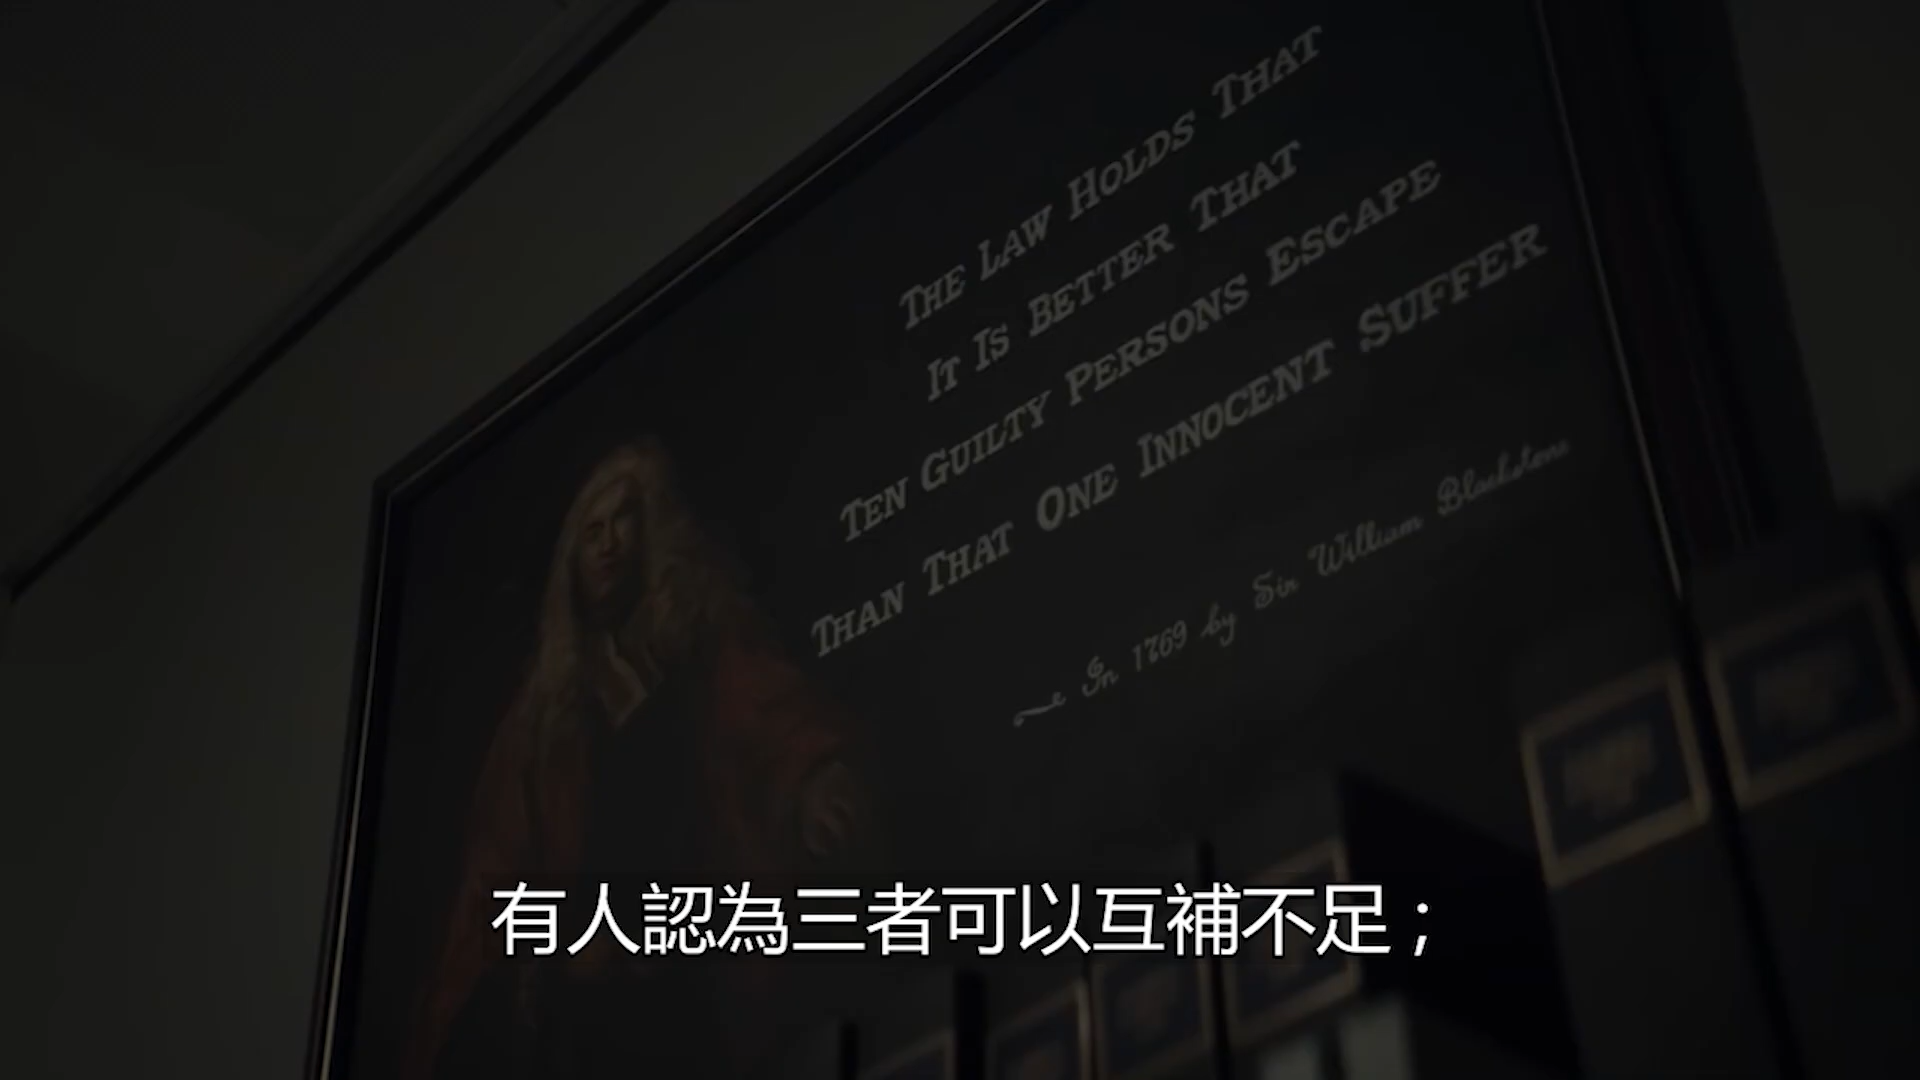 THE LAW HOLDS THAT
IT IS BETTER THAT
TEN GUILTY PERSONS ESCAPE
THAN THAT ONE INNOCENT SUFFER
In 1769 by Sir William Blackstone
有人認為三者可以互補不足；